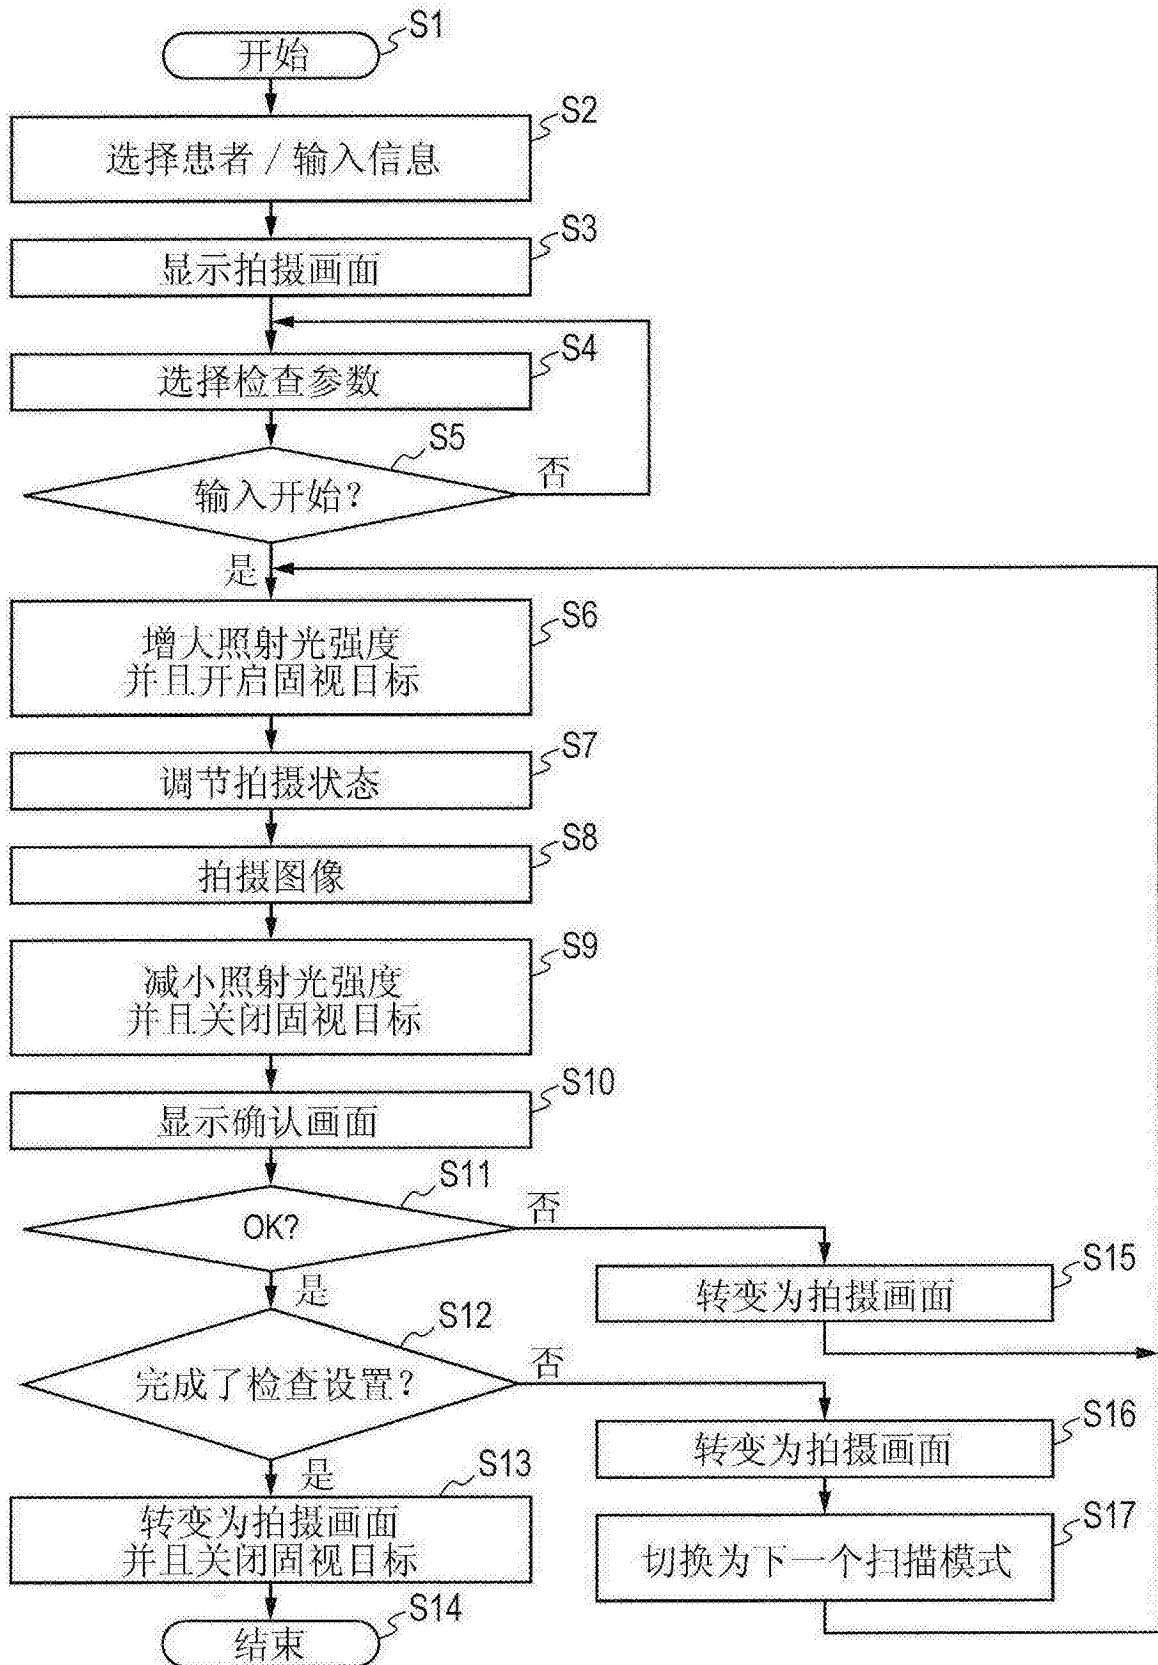 S1
开始
S2
选择患者/输入信息
S3
显示拍摄画面
S4
选择检查参数
S5
输入开始?
否
是
S6
增大照射光强度
并且开启固视目标
S7
调节拍摄状态
S8
拍摄图像
S9
减小照射光强度
并且关闭固视目标
S10
显示确认画面
S11
OK?
否
是
S15
转变为拍摄画面
S12
完成了检查设置?
否
是
S16
转变为拍摄画面
S13
转变为拍摄画面
并且关闭固视目标
S17
切换为下一个扫描模式
S14
结束